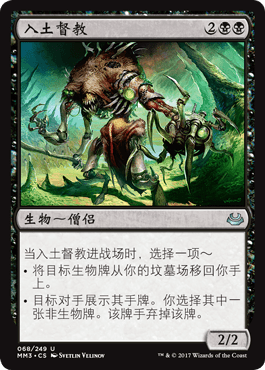 入土督教 2
生物～僧侣
当入土督教进战场时，选择一项～
• 将目标生物牌从你的坟墓场移回你手
上。
• 目标对手展示其手牌。你选择其中一
张非生物牌。该牌手弃掉该牌。
2/2
068/249 U
MM3 • CS Svetlin Velinov
™ & © 2017 Wizards of the Coast